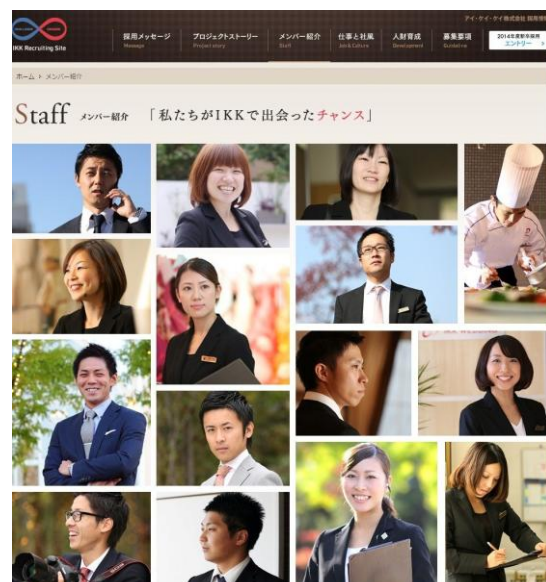 アイ・ケイ・ケイ株式会社 採用情報
IKK Recruiting Site
採用メッセージ
Message
プロジェクトストーリー
Project story
メンバー紹介
Staff
仕事と社風
Job & Culture
人財育成
Development
募集要項
Guideline
2014年度新卒採用
エントリー
ホーム › メンバー紹介
Staff メンバー紹介 「私たちがIKKで出会ったチャンス」